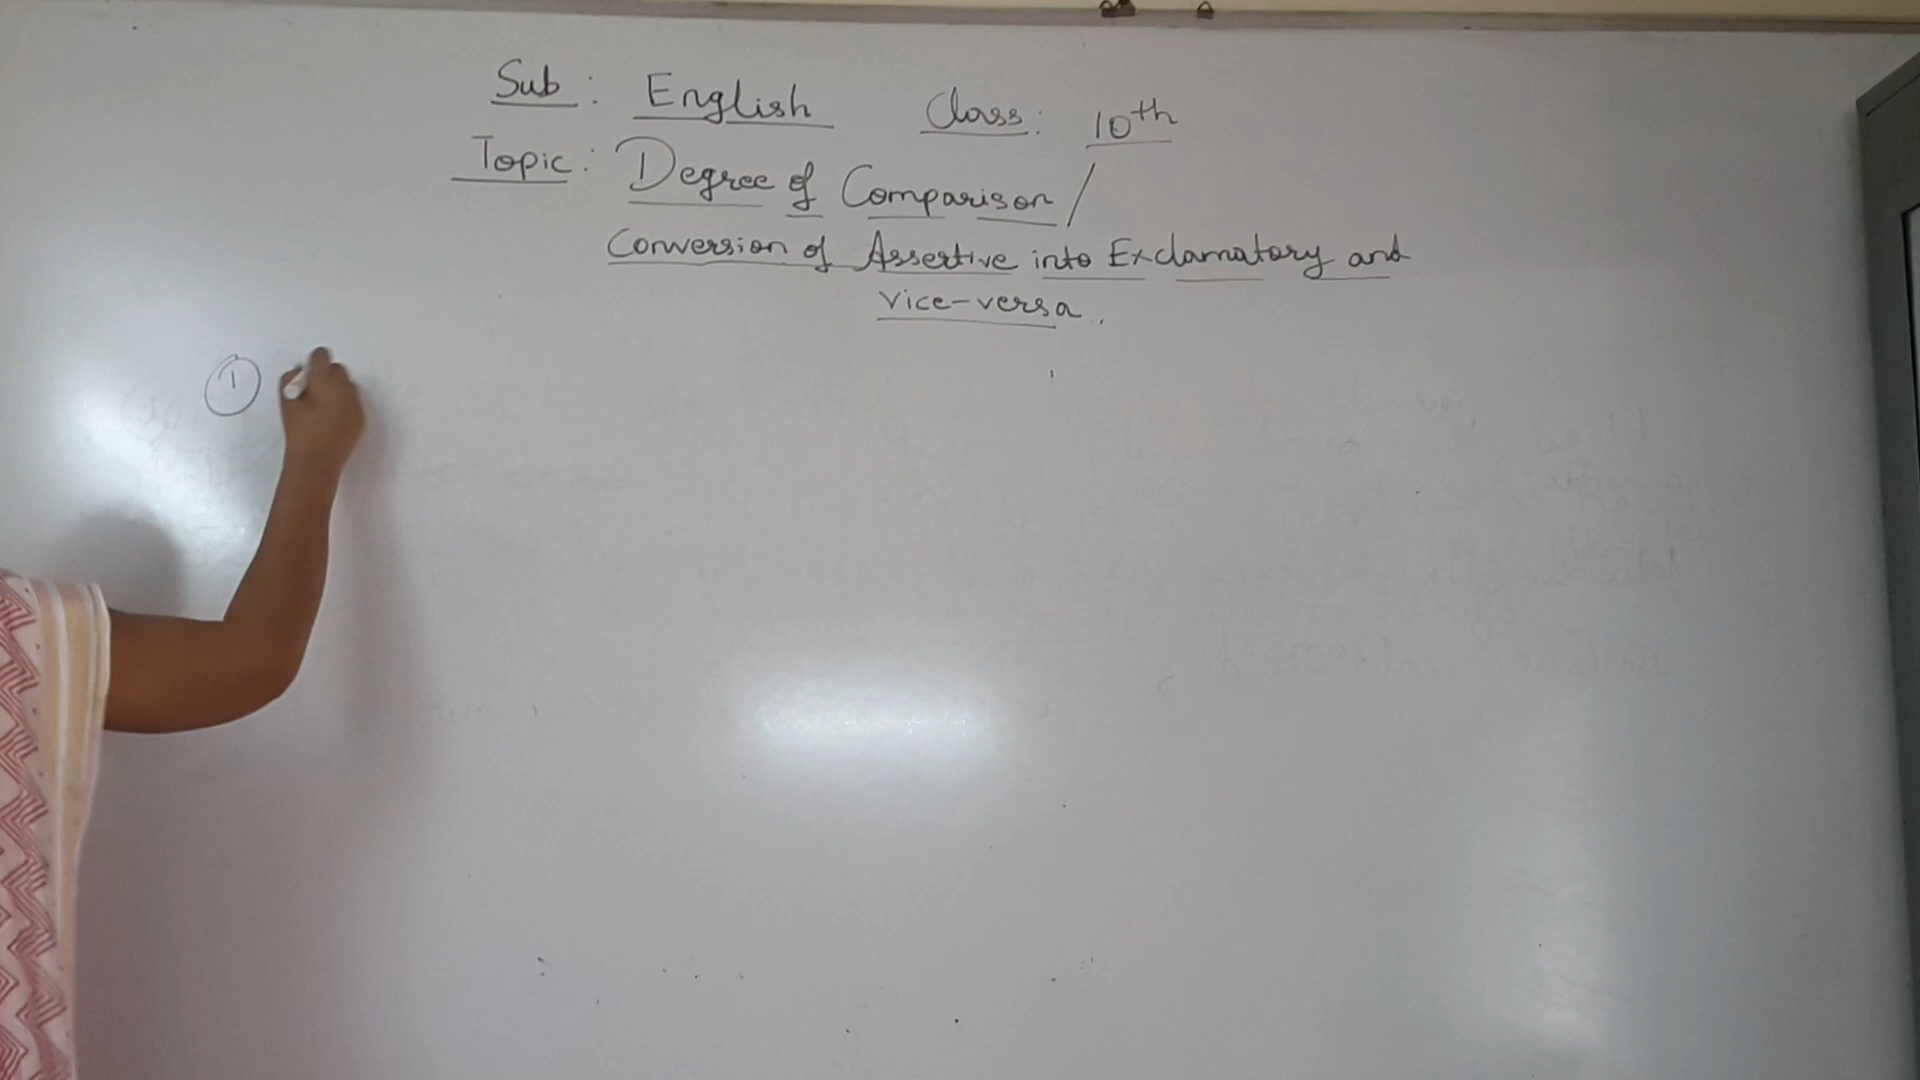 Sub: English Class: 10th
Topic: Degree of Comparison/
Conversion of Assertive into Exclamatory and
vice-versa.
1